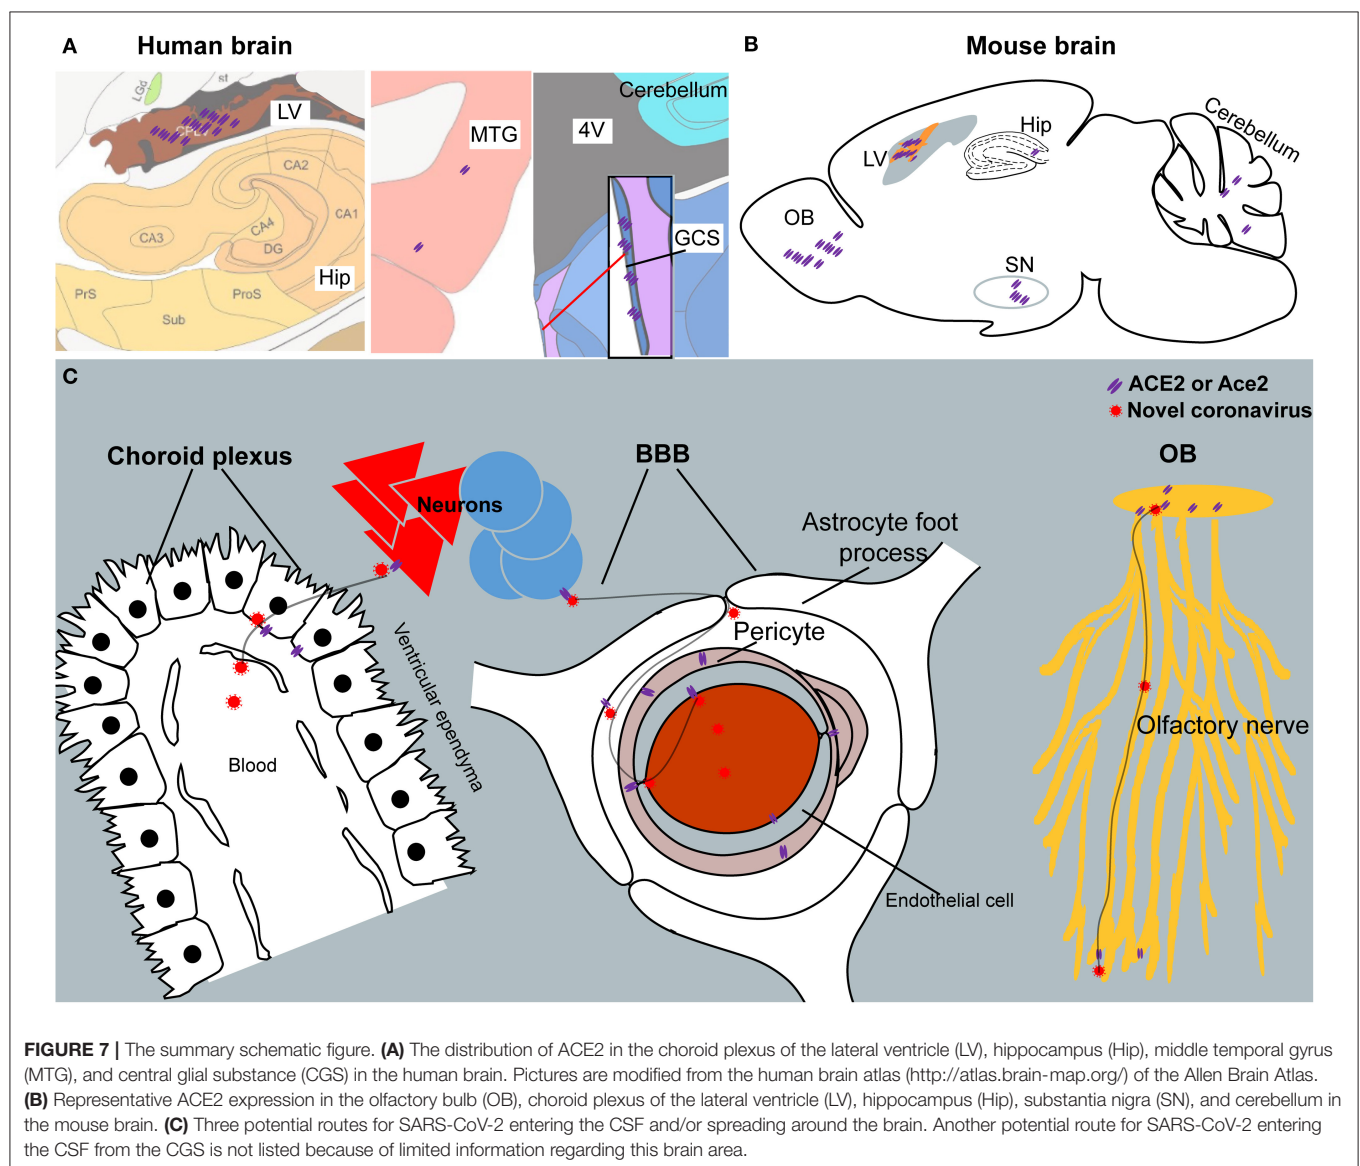 A Human brain
B Mouse brain
LGd
st
LV
CPLV
CA2
CA1
CA3
CA4
DG
Hip
PrS
ProS
Sub
MTG
4V
Cerebellum
GCS
LV
Hip
Cerebellum
OB
SN
C
ACE2 or Ace2
Novel coronavirus
Choroid plexus
Neurons
BBB
OB
Astrocyte foot
process
Pericyte
Ventricular ependyma
Blood
Olfactory nerve
Endothelial cell
FIGURE 7 | The summary schematic figure. (A) The distribution of ACE2 in the choroid plexus of the lateral ventricle (LV), hippocampus (Hip), middle temporal gyrus
(MTG), and central glial substance (CGS) in the human brain. Pictures are modified from the human brain atlas (http://atlas.brain-map.org/) of the Allen Brain Atlas.
(B) Representative ACE2 expression in the olfactory bulb (OB), choroid plexus of the lateral ventricle (LV), hippocampus (Hip), substantia nigra (SN), and cerebellum in
the mouse brain. (C) Three potential routes for SARS-CoV-2 entering the CSF and/or spreading around the brain. Another potential route for SARS-CoV-2 entering
the CSF from the CGS is not listed because of limited information regarding this brain area.